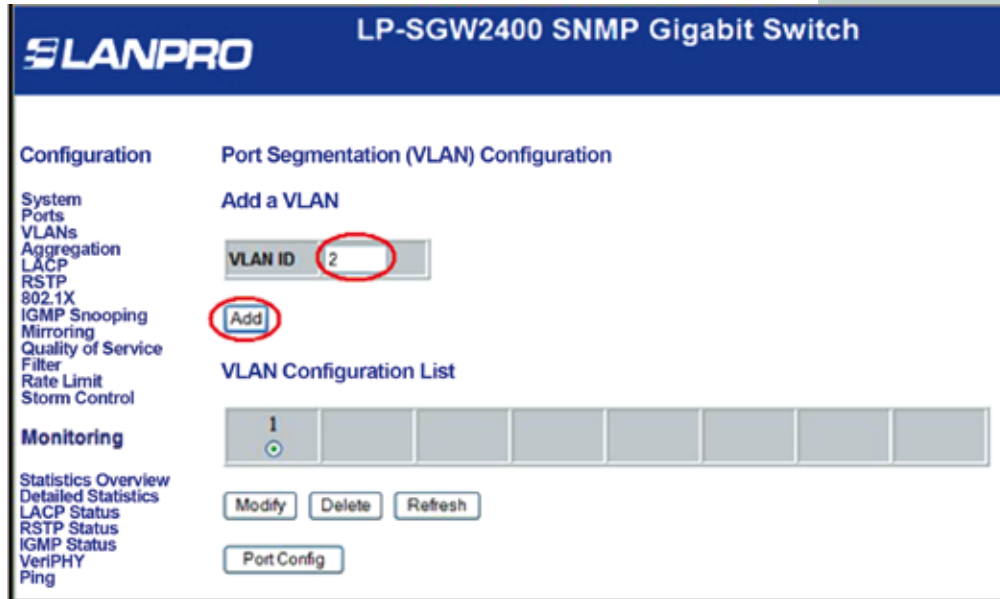 LANPRO
LP-SGW2400 SNMP Gigabit Switch
Configuration
System
Ports
VLANs
Aggregation
LACP
RSTP
802.1X
IGMP Snooping
Mirroring
Quality of Service
Filter
Rate Limit
Storm Control
Monitoring
Statistics Overview
Detailed Statistics
LACP Status
RSTP Status
IGMP Status
VeriPHY
Ping
Port Segmentation (VLAN) Configuration
Add a VLAN
VLAN ID 2
Add
VLAN Configuration List
1
Modify Delete Refresh
Port Config